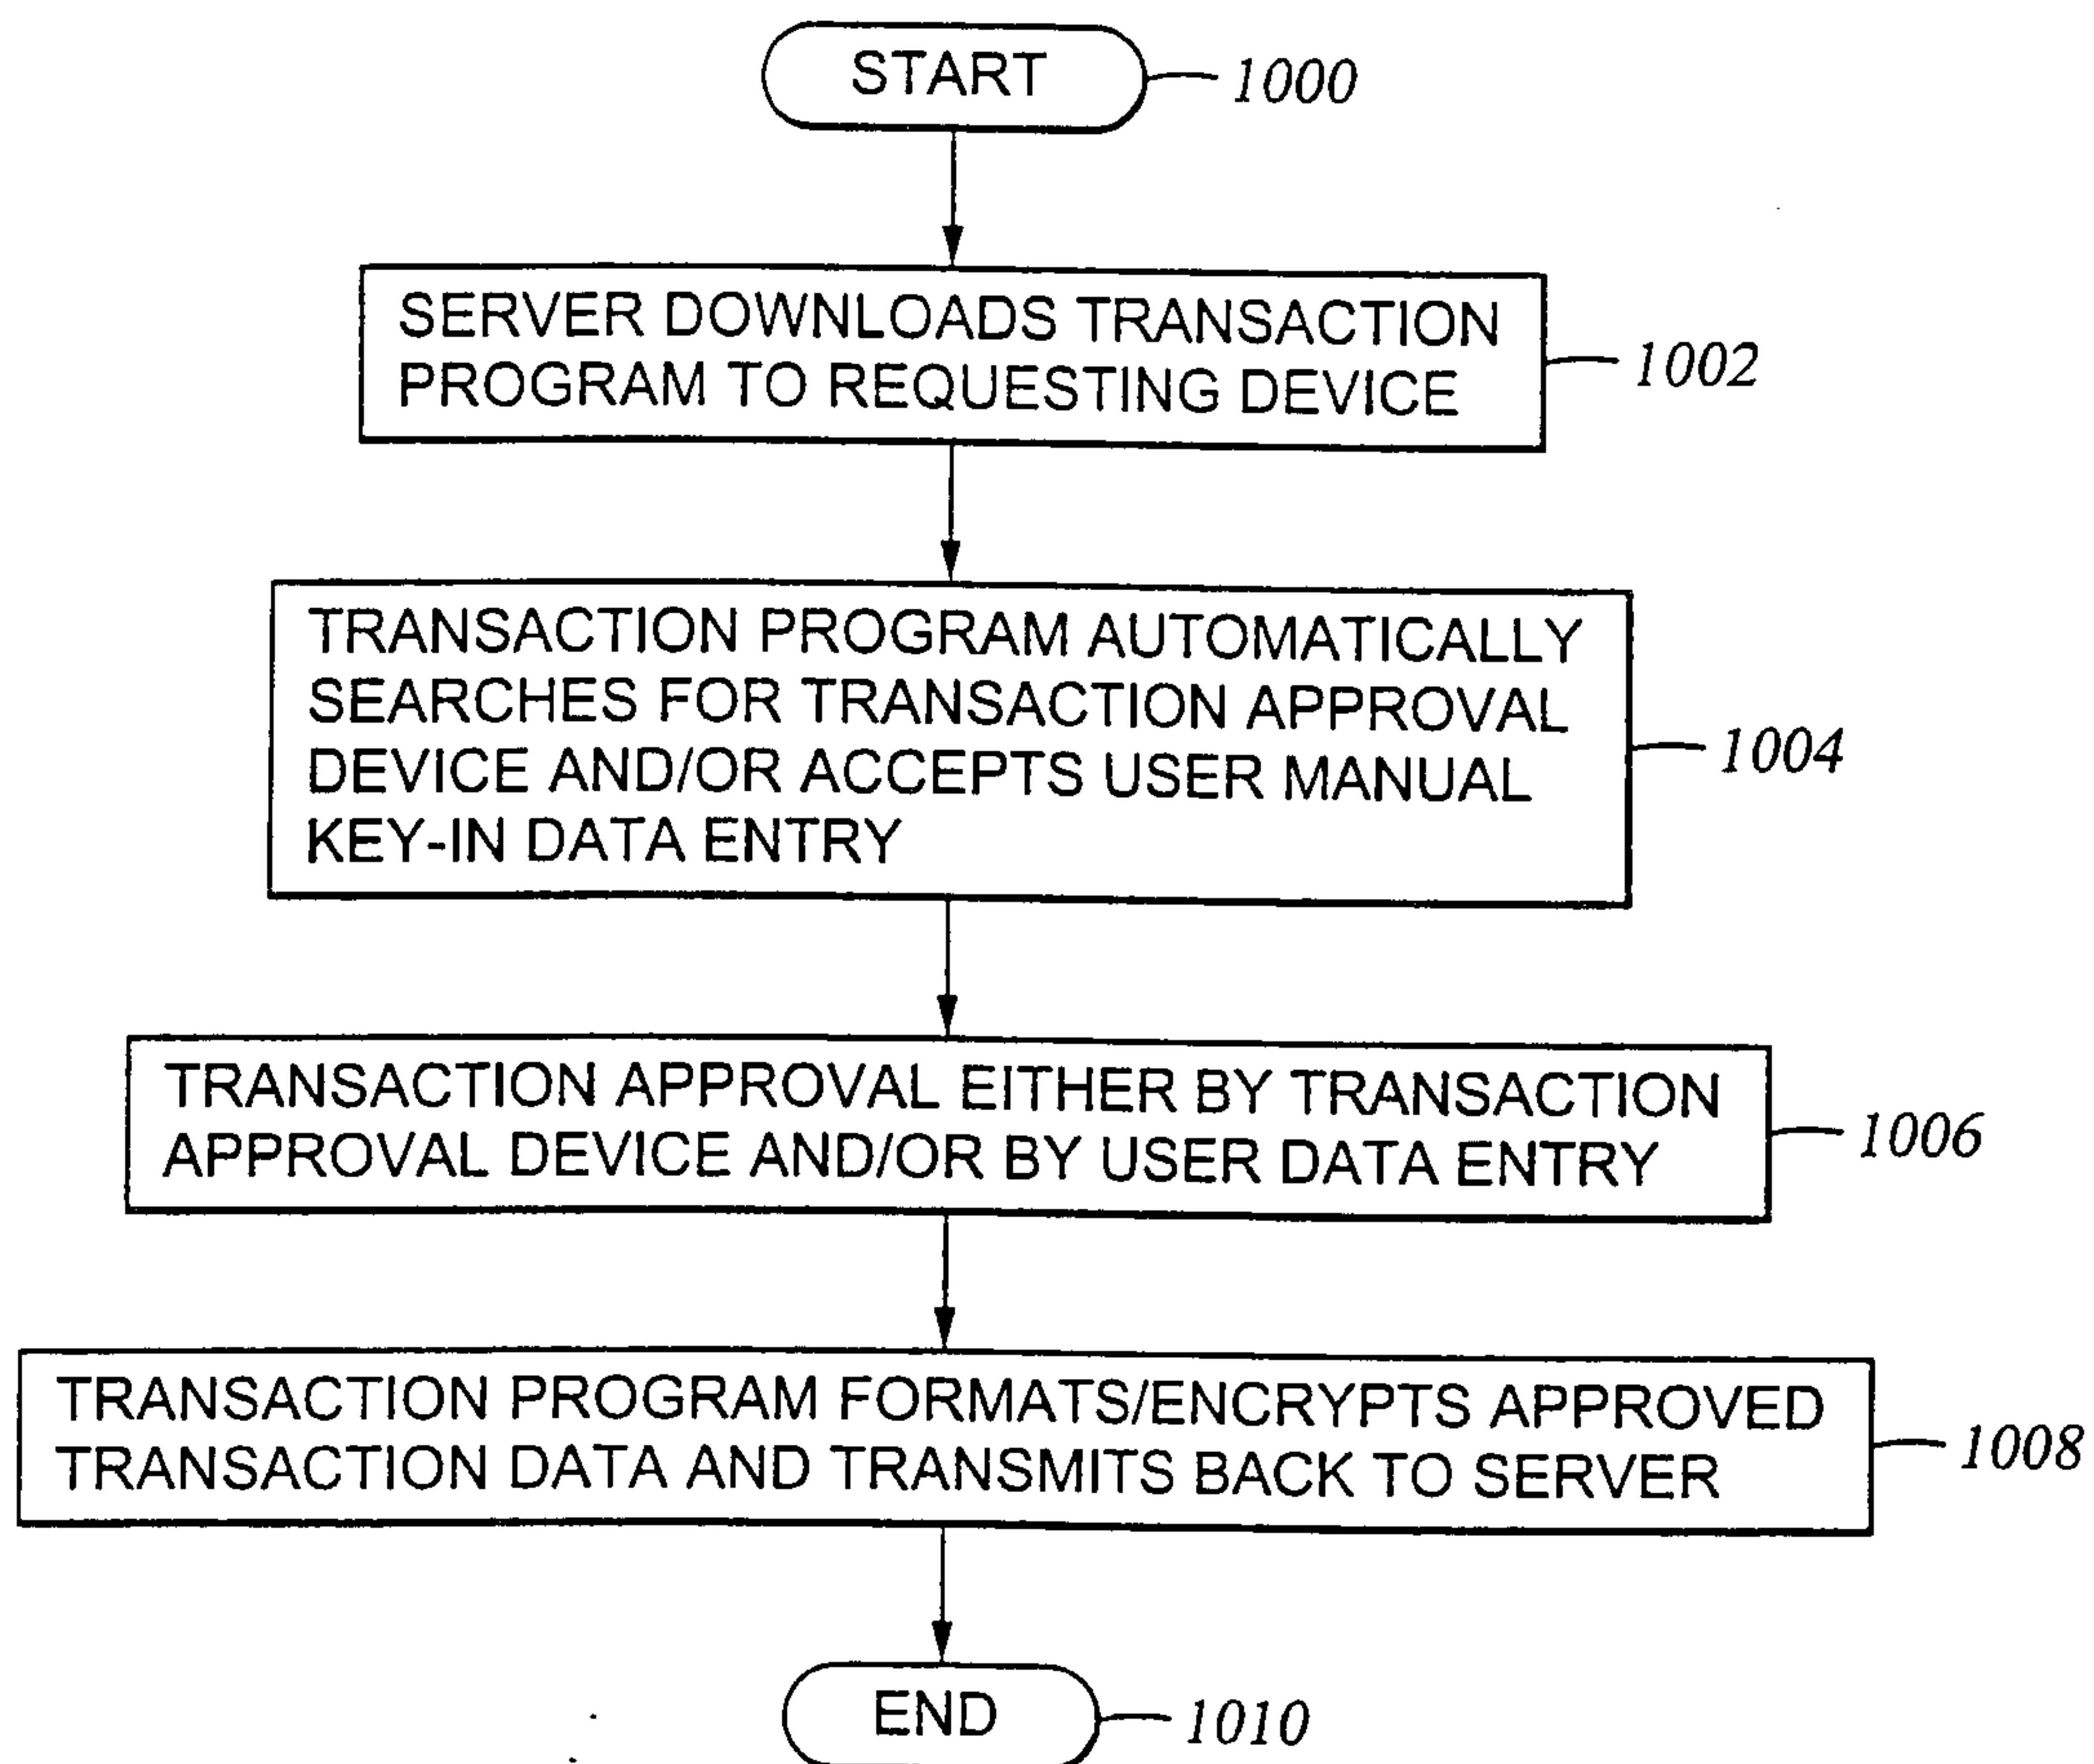 START
1000
SERVER DOWNLOADS TRANSACTION
PROGRAM TO REQUESTING DEVICE
1002
TRANSACTION PROGRAM AUTOMATICALLY
SEARCHES FOR TRANSACTION APPROVAL
DEVICE AND/OR ACCEPTS USER MANUAL
KEY-IN DATA ENTRY
1004
TRANSACTION APPROVAL EITHER BY TRANSACTION
APPROVAL DEVICE AND/OR BY USER DATA ENTRY
1006
TRANSACTION PROGRAM FORMATS/ENCRYPTS APPROVED
TRANSACTION DATA AND TRANSMITS BACK TO SERVER
1008
END
1010